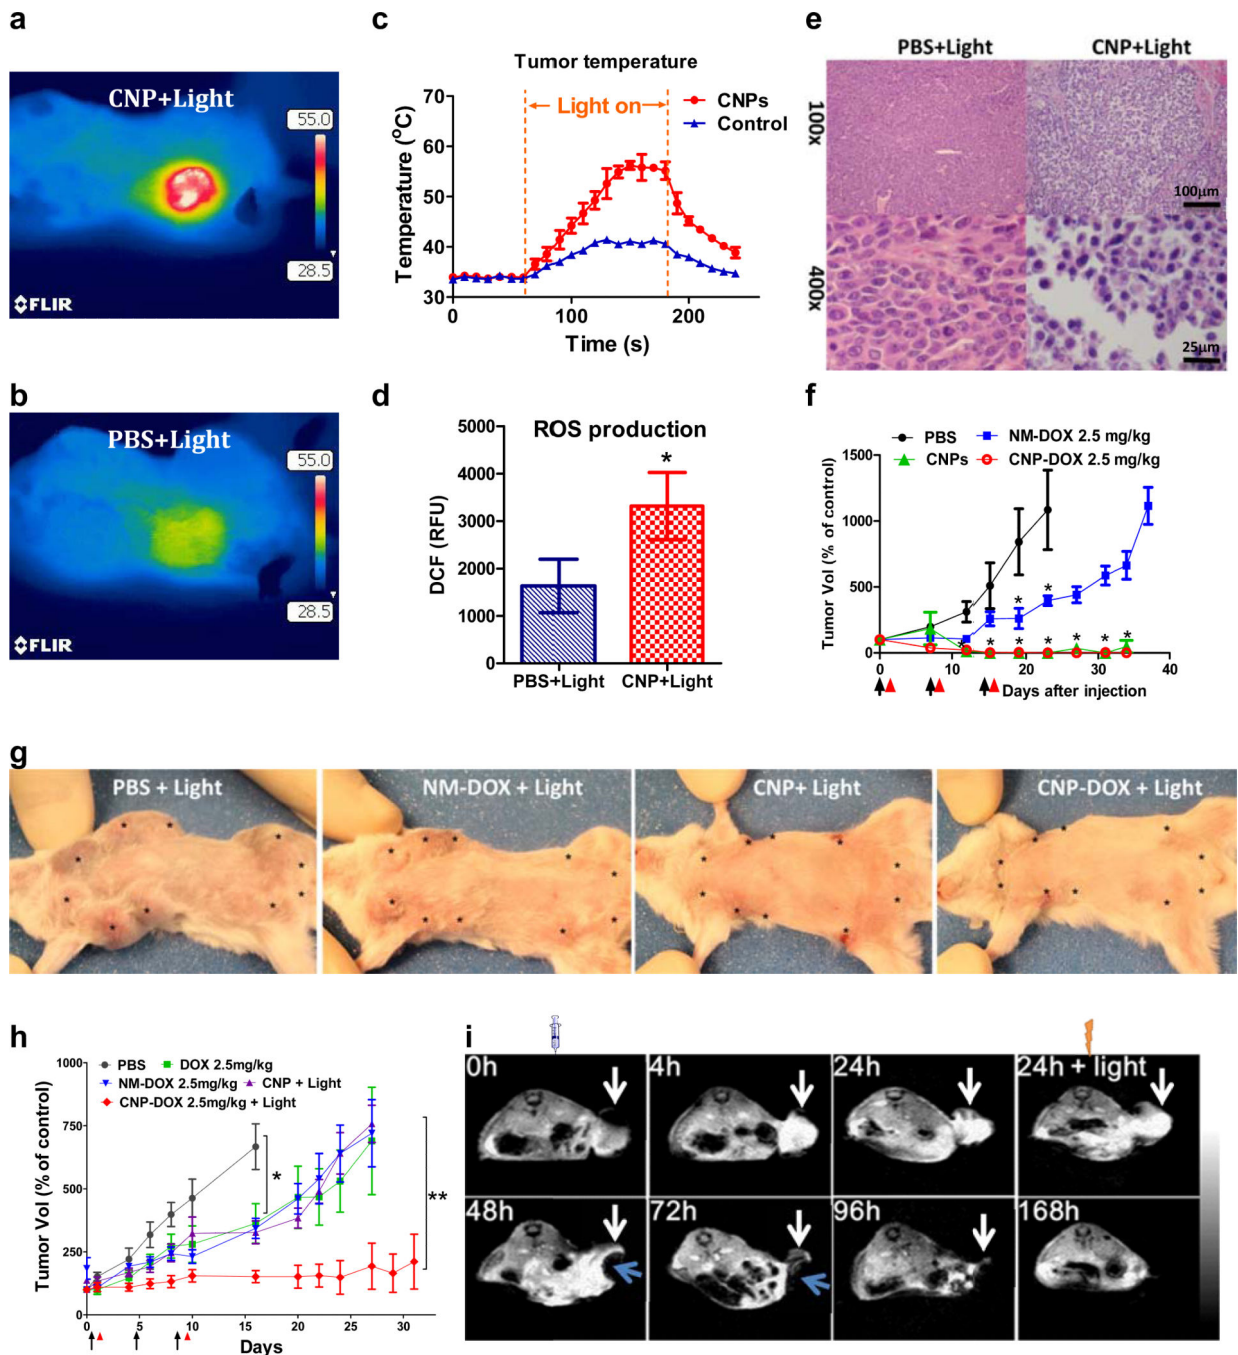 a
CNP+Light
55.0
28.5
FLIR
b
PBS+Light
55.0
28.5
FLIR
c
Tumor temperature
Light on
CNPs
Control
Temperature (°C)
70
60
50
40
30
0
100
200
Time (s)
d
ROS production
*
DCF (RFU)
5000
4000
3000
2000
1000
0
PBS+Light
CNP+Light
e
PBS+Light
CNP+Light
100x
100µm
400x
25µm
f
PBS
NM-DOX 2.5 mg/kg
CNPs
CNP-DOX 2.5 mg/kg
Tumor Vol (% of control)
1500
1000
500
0
* * * * * * * * *
0
10
20
30
40
Days after injection
g
PBS + Light
NM-DOX + Light
CNP+ Light
CNP-DOX + Light
h
PBS
DOX 2.5mg/kg
NM-DOX 2.5mg/kg
CNP + Light
CNP-DOX 2.5mg/kg + Light
Tumor Vol (% of control)
1000
750
500
250
0
*
**
0
5
10
15
20
25
30
Days
i
0h
4h
24h
24h + light
48h
72h
96h
168h